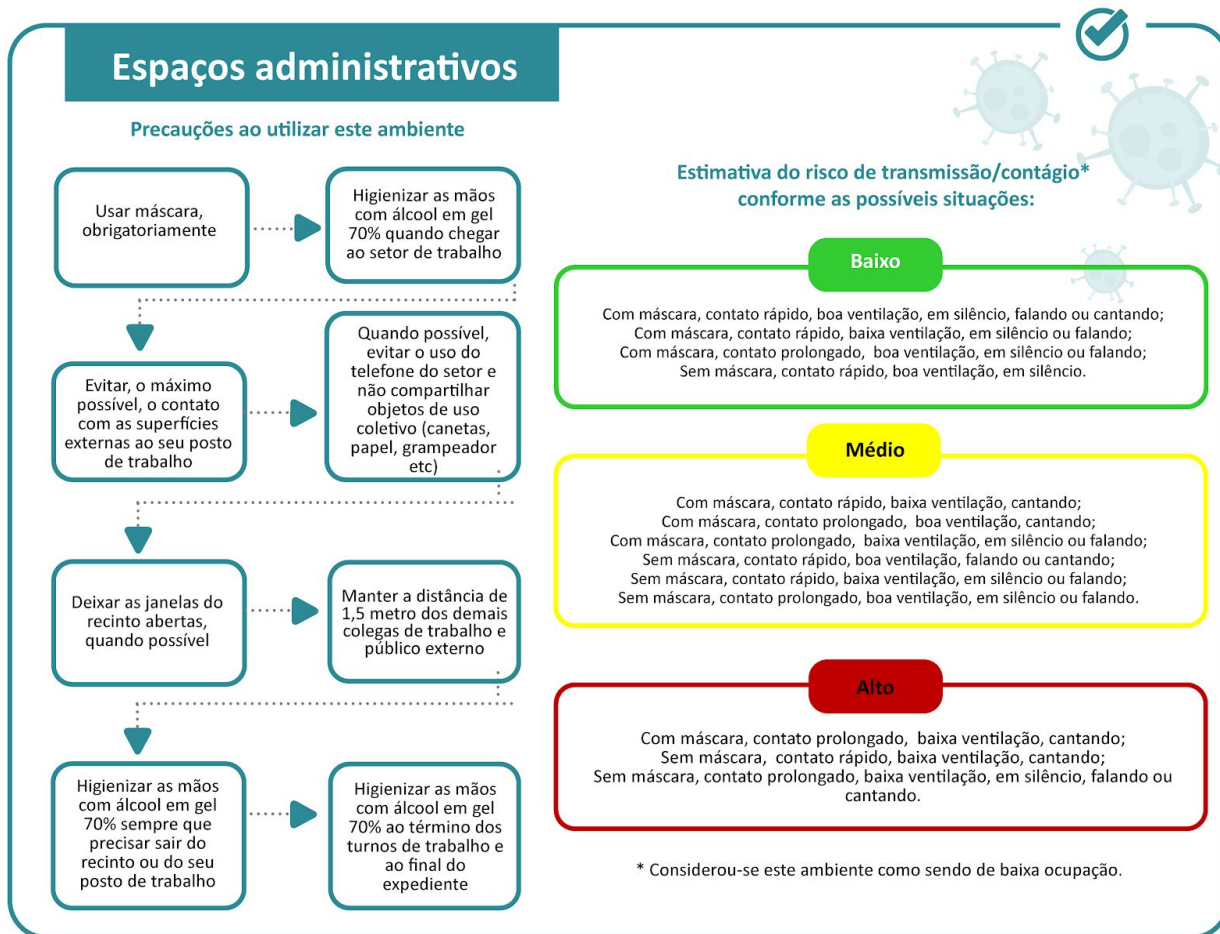 Espaços administrativos
Precauções ao utilizar este ambiente
Usar máscara,
obrigatoriamente
Higienizar as mãos
com álcool em gel
70% quando chegar
ao setor de trabalho
Evitar, o máximo
possível, o contato
com as superfícies
externas ao seu posto
de trabalho
Quando possível,
evitar o uso do
telefone do setor e
não compartilhar
objetos de uso
coletivo (canetas,
papel, grampeador
etc)
Deixar as janelas do
recinto abertas,
quando possível
Manter a distância de
1,5 metro dos demais
colegas de trabalho e
público externo
Higienizar as mãos
com álcool em gel
70% sempre que
precisar sair do
recinto ou do seu
posto de trabalho
Higienizar as mãos
com álcool em gel
70% ao término dos
turnos de trabalho e
ao final do
expediente
Estimativa do risco de transmissão/contágio*
conforme as possíveis situações:
Baixo
Com máscara, contato rápido, boa ventilação, em silêncio, falando ou cantando;
Com máscara, contato rápido, baixa ventilação, em silêncio ou falando;
Com máscara, contato prolongado, boa ventilação, em silêncio ou falando;
Sem máscara, contato rápido, boa ventilação, em silêncio.
Médio
Com máscara, contato rápido, baixa ventilação, cantando;
Com máscara, contato prolongado, boa ventilação, cantando;
Com máscara, contato prolongado, baixa ventilação, em silêncio ou falando;
Sem máscara, contato rápido, boa ventilação, falando ou cantando;
Sem máscara, contato rápido, baixa ventilação, em silêncio ou falando;
Sem máscara, contato prolongado, boa ventilação, em silêncio ou falando.
Alto
Com máscara, contato prolongado, baixa ventilação, cantando;
Sem máscara, contato rápido, baixa ventilação, cantando;
Sem máscara, contato prolongado, baixa ventilação, em silêncio, falando ou
cantando.
* Considerou-se este ambiente como sendo de baixa ocupação.